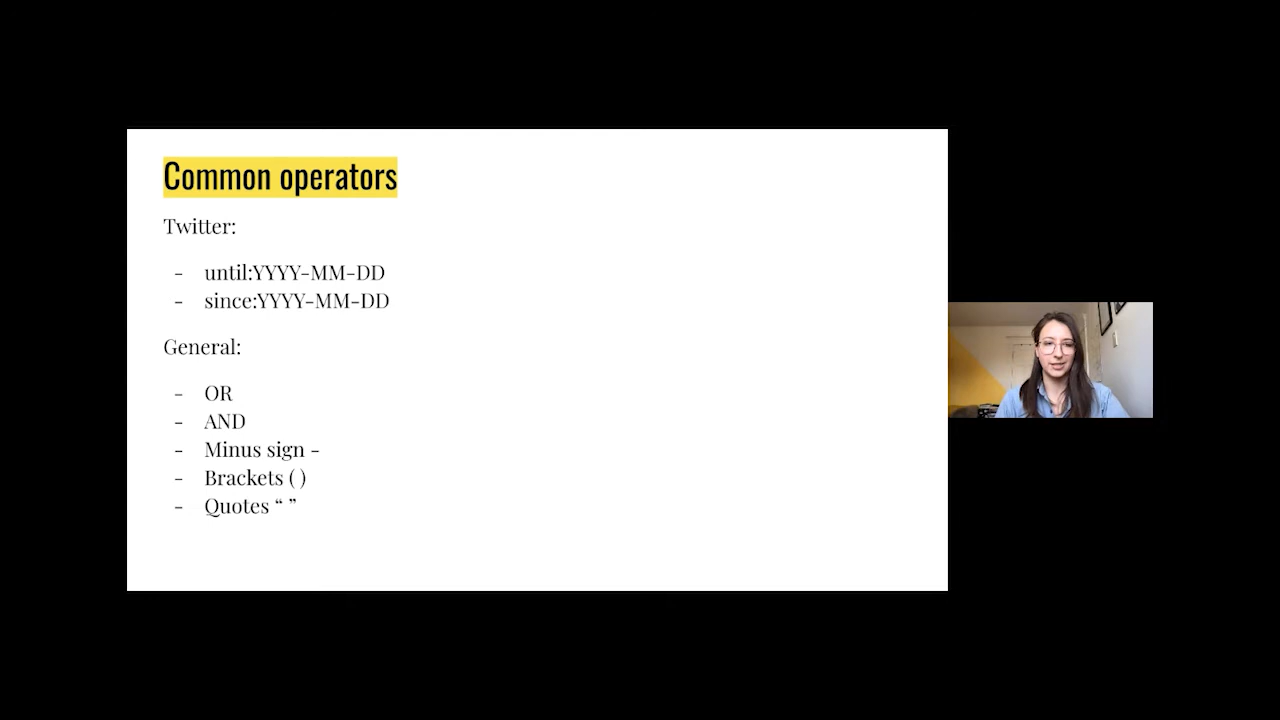 Common operators
Twitter:
- until:YYYY-MM-DD
- since:YYYY-MM-DD
General:
- OR
- AND
- Minus sign -
- Brackets ( )
- Quotes “ ”